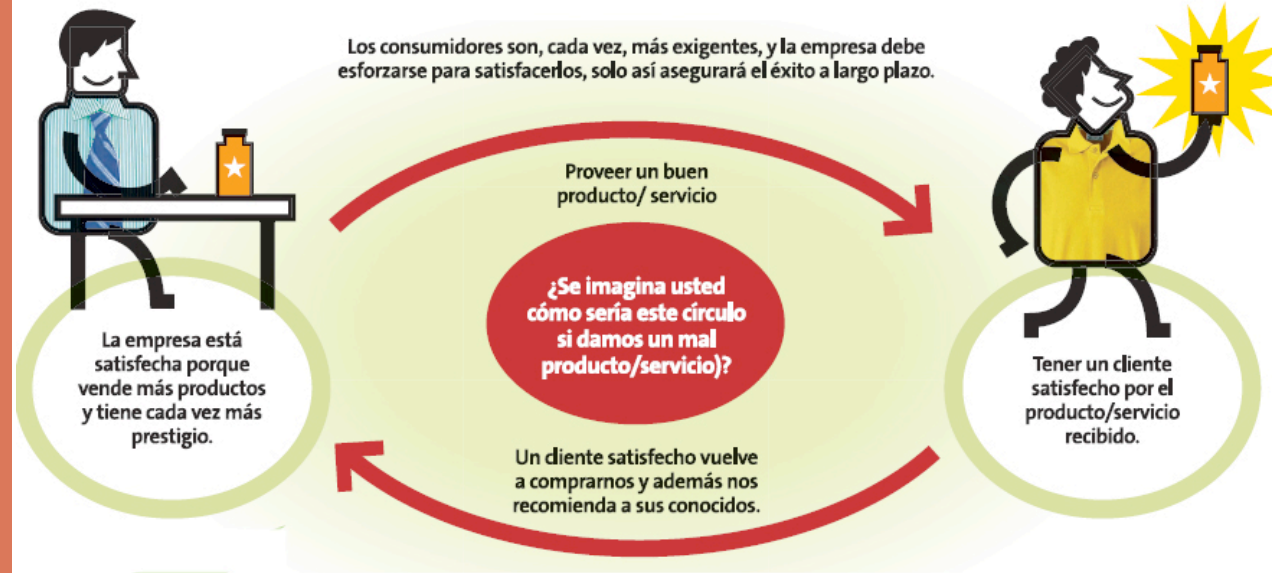 Los consumidores son, cada vez, más exigentes, y la empresa debe
esforzarse para satisfacerlos, solo así asegurará el éxito a largo plazo.
Proveer un buen
producto/ servicio
¿Se imagina usted
cómo sería este círculo
si damos un mal
producto/servicio)?
La empresa está
satisfecha porque
vende más productos
y tiene cada vez más
prestigio.
Tener un cliente
satisfecho por el
producto/servicio
recibido.
Un cliente satisfecho vuelve
a comprarnos y además nos
recomienda a sus conocidos.